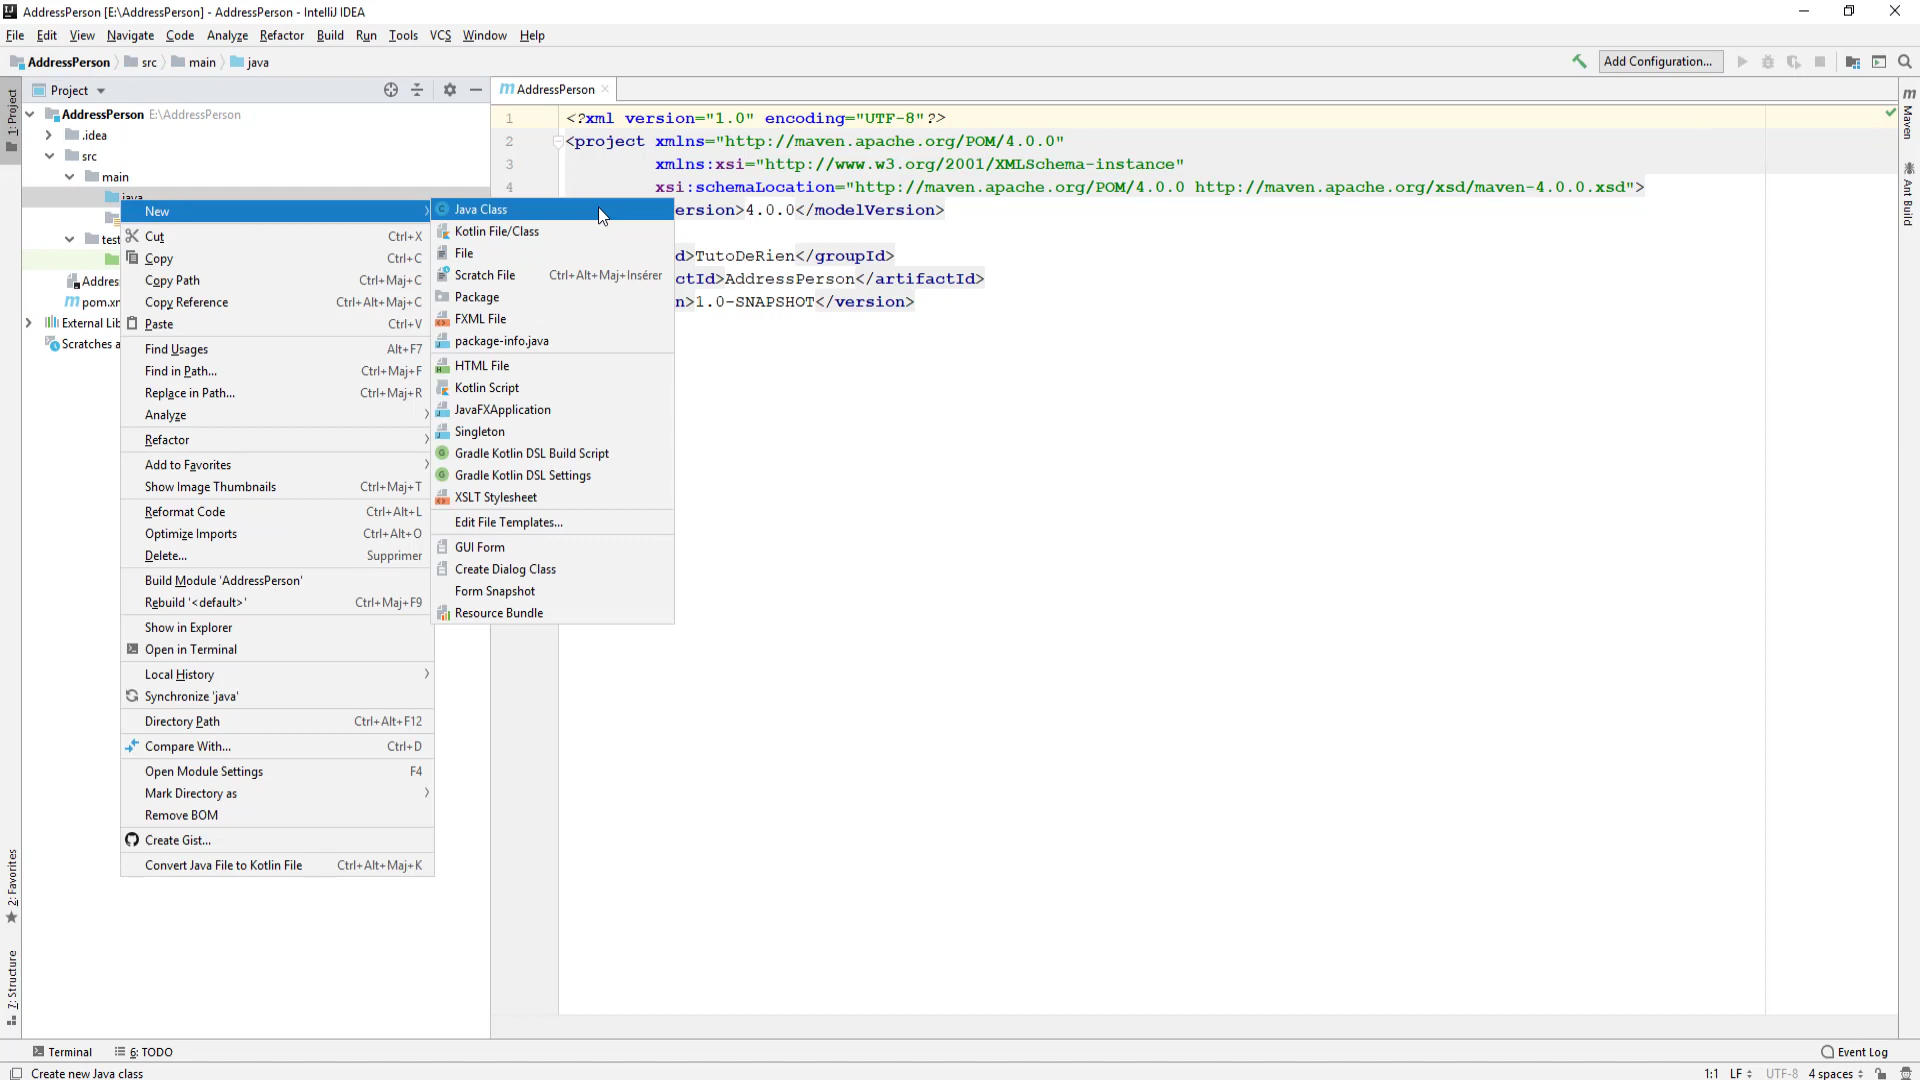 AddressPerson [E:\AddressPerson] - AddressPerson - IntelliJ IDEA
File Edit View Navigate Code Analyze Refactor Build Run Tools VCS Window Help
AddressPerson src main java
Add Configuration...
Project
AddressPerson
1: Project
Maven
Ant Build
2: Favorites
7: Structure
AddressPerson E:\AddressPerson
.idea
src
main
java
test
Addres
pom.xm
External Lib
Scratches a
1 <?xml version="1.0" encoding="UTF-8"?>
2 <project xmlns="http://maven.apache.org/POM/4.0.0"
3 xmlns:xsi="http://www.w3.org/2001/XMLSchema-instance"
4 xsi:schemaLocation="http://maven.apache.org/POM/4.0.0 http://maven.apache.org/xsd/maven-4.0.0.xsd">
ersion>4.0.0</modelVersion>
d>TutoDeRien</groupId>
ctId>AddressPerson</artifactId>
n>1.0-SNAPSHOT</version>
New
Cut Ctrl+X
Copy Ctrl+C
Copy Path Ctrl+Maj+C
Copy Reference Ctrl+Alt+Maj+C
Paste Ctrl+V
Find Usages Alt+F7
Find in Path... Ctrl+Maj+F
Replace in Path... Ctrl+Maj+R
Analyze
Refactor
Add to Favorites
Show Image Thumbnails Ctrl+Maj+T
Reformat Code Ctrl+Alt+L
Optimize Imports Ctrl+Alt+O
Delete... Supprimer
Build Module 'AddressPerson'
Rebuild '<default>' Ctrl+Maj+F9
Show in Explorer
Open in Terminal
Local History
Synchronize 'java'
Directory Path Ctrl+Alt+F12
Compare With... Ctrl+D
Open Module Settings F4
Mark Directory as
Remove BOM
Create Gist...
Convert Java File to Kotlin File Ctrl+Alt+Maj+K
Java Class
Kotlin File/Class
File
Scratch File Ctrl+Alt+Maj+Insérer
Package
FXML File
package-info.java
HTML File
Kotlin Script
JavaFXApplication
Singleton
Gradle Kotlin DSL Build Script
Gradle Kotlin DSL Settings
XSLT Stylesheet
Edit File Templates...
GUI Form
Create Dialog Class
Form Snapshot
Resource Bundle
Terminal 6: TODO Event Log
Create new Java class 1:1 LF UTF-8 4 spaces